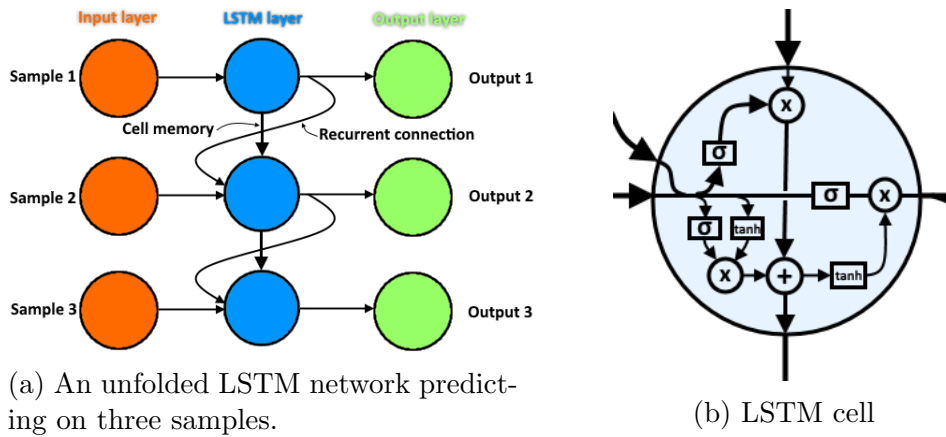 Input layer LSTM layer Output layer
Sample 1 Output 1
Cell memory Recurrent connection
Sample 2 Output 2
Sample 3 Output 3
(a) An unfolded LSTM network predict-
ing on three samples.
x
σ
σ x
σ tanh
x + tanh
(b) LSTM cell